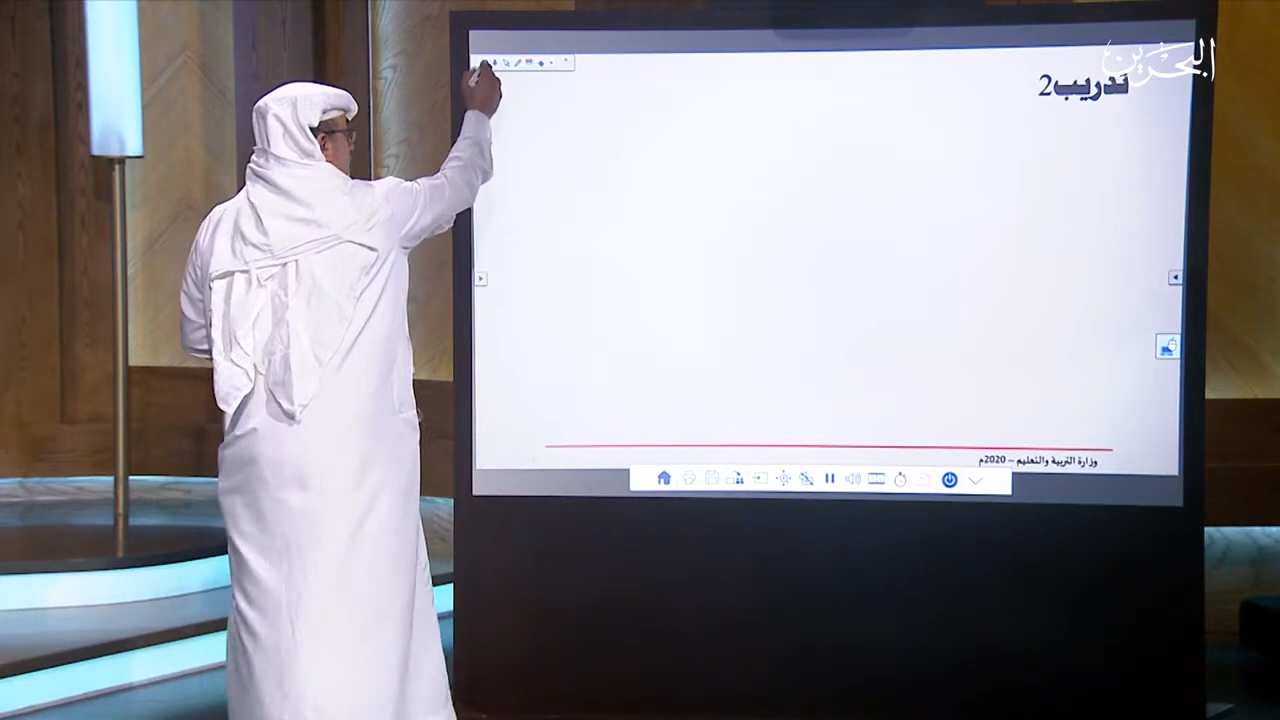 البحرين
تدريب2
وزارة التربية والتعليم – 2020م